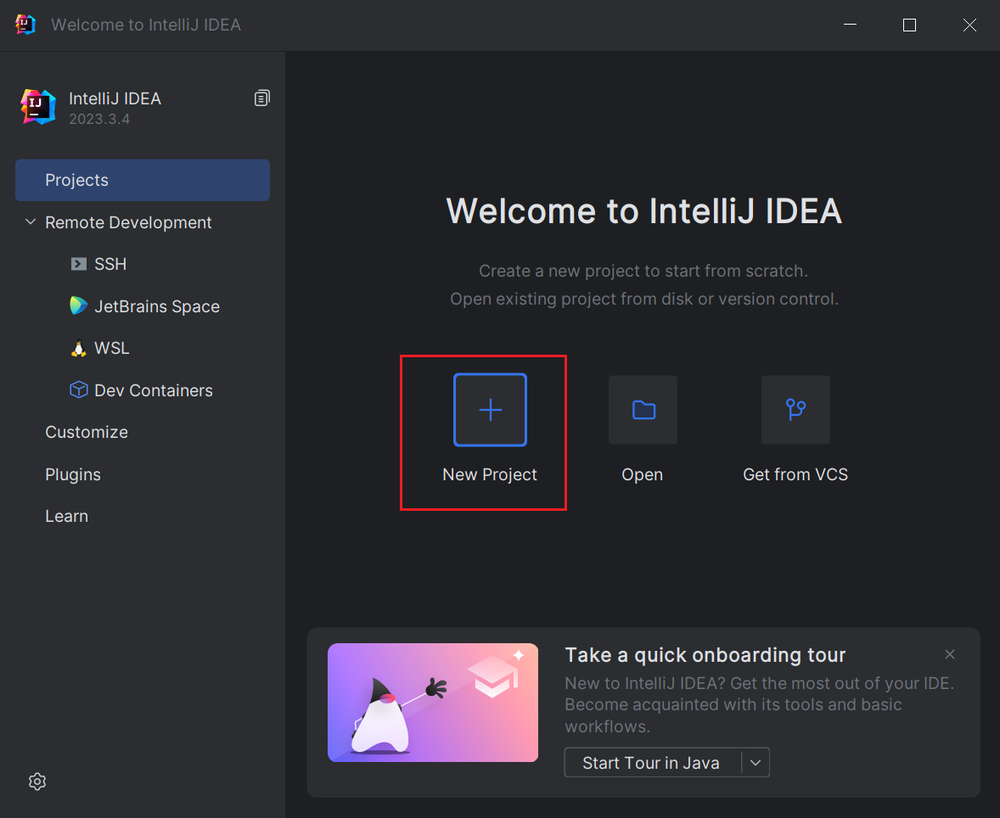 Welcome to IntelliJ IDEA
IntelliJ IDEA
2023.3.4
Projects
Remote Development
SSH
JetBrains Space
WSL
Dev Containers
Customize
Plugins
Learn
Welcome to IntelliJ IDEA
Create a new project to start from scratch.
Open existing project from disk or version control.
New Project
Open
Get from VCS
Take a quick onboarding tour
New to IntelliJ IDEA? Get the most out of your IDE.
Become acquainted with its tools and basic
workflows.
Start Tour in Java